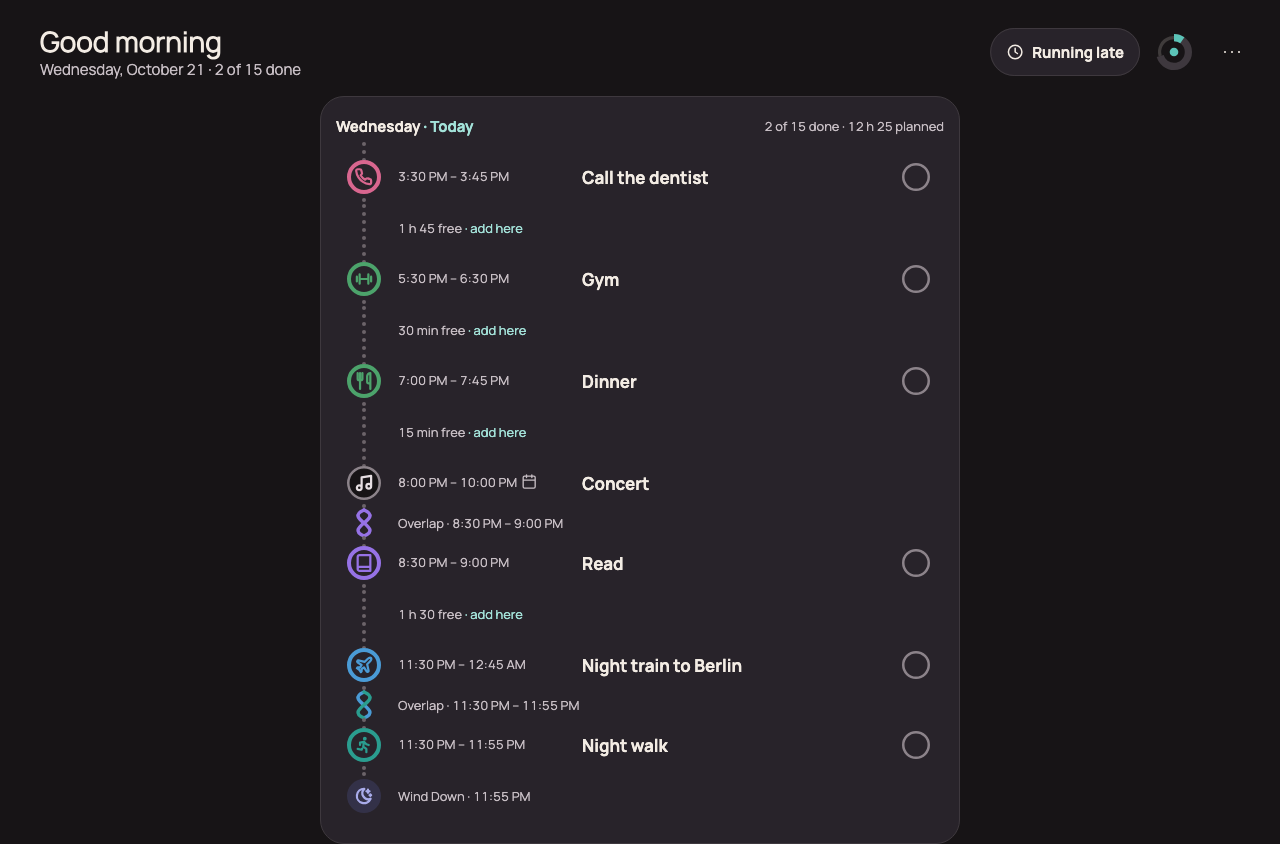 Good morning
Wednesday, October 21 · 2 of 15 done
Running late
Wednesday · Today
2 of 15 done · 12 h 25 planned
3:30 PM – 3:45 PM Call the dentist
1 h 45 free · add here
5:30 PM – 6:30 PM Gym
30 min free · add here
7:00 PM – 7:45 PM Dinner
15 min free · add here
8:00 PM – 10:00 PM Concert
Overlap · 8:30 PM – 9:00 PM
8:30 PM – 9:00 PM Read
1 h 30 free · add here
11:30 PM – 12:45 AM Night train to Berlin
Overlap · 11:30 PM – 11:55 PM
11:30 PM – 11:55 PM Night walk
Wind Down · 11:55 PM